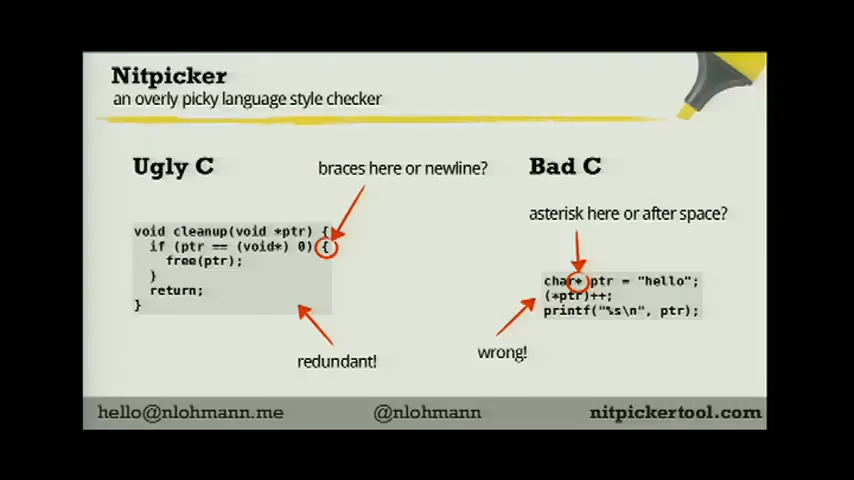 Nitpicker
an overly picky language style checker
Ugly C
braces here or newline?
Bad C
asterisk here or after space?
void cleanup(void *ptr) {
if (ptr == (void*) 0) {
free(ptr);
}
return;
}
char* ptr = "hello";
(*ptr)++;
printf("%s\n", ptr);
redundant!
wrong!
hello@nlohmann.me
@nlohmann
nitpickertool.com